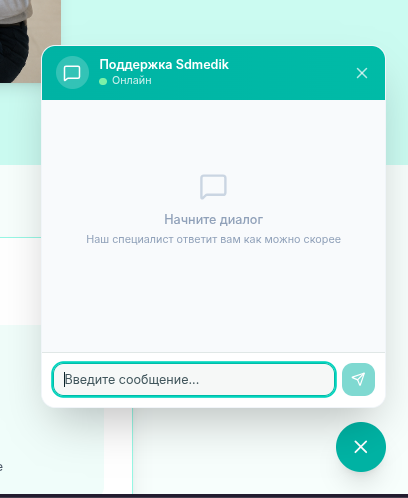 Поддержка Sdmedik
Онлайн
Начните диалог
Наш специалист ответит вам как можно скорее
Введите сообщение...
е